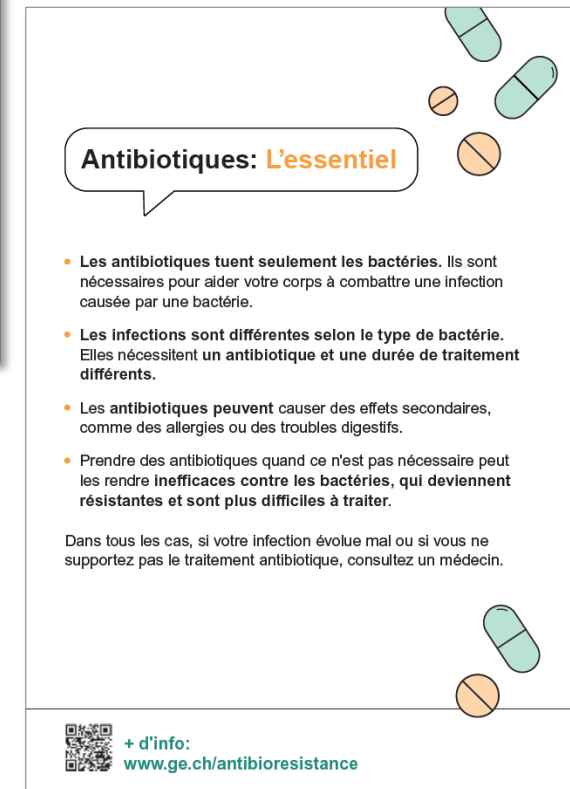 Antibiotiques: L'essentiel
• Les antibiotiques tuent seulement les bactéries. Ils sont
nécessaires pour aider votre corps à combattre une infection
causée par une bactérie.
• Les infections sont différentes selon le type de bactérie.
Elles nécessitent un antibiotique et une durée de traitement
différents.
• Les antibiotiques peuvent causer des effets secondaires,
comme des allergies ou des troubles digestifs.
• Prendre des antibiotiques quand ce n'est pas nécessaire peut
les rendre inefficaces contre les bactéries, qui deviennent
résistantes et sont plus difficiles à traiter.
Dans tous les cas, si votre infection évolue mal ou si vous ne
supportez pas le traitement antibiotique, consultez un médecin.
+ d'info:
www.ge.ch/antibioresistance